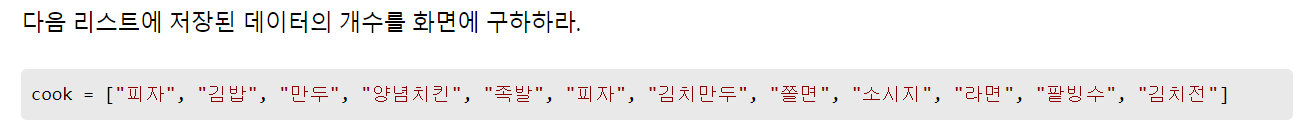 다음 리스트에 저장된 데이터의 개수를 화면에 구하하라.
cook = ["피자", "김밥", "만두", "양념치킨", "족발", "피자", "김치만두", "쫄면", "소시지", "라면", "팥빙수", "김치전"]